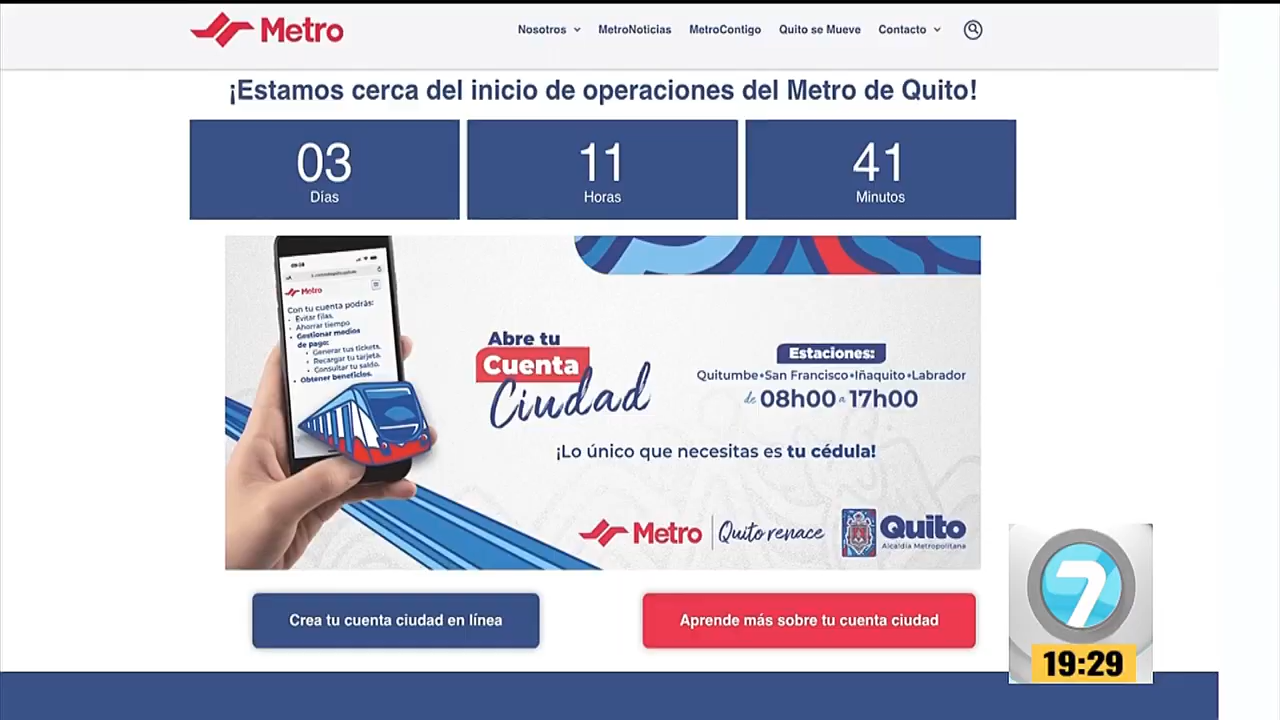 Metro
Nosotros
MetroNoticias
MetroContigo
Quito se Mueve
Contacto
¡Estamos cerca del inicio de operaciones del Metro de Quito!
03
Días
11
Horas
41
Minutos
Metro
Con tu cuenta podrás:
• Evitar filas.
• Ahorrar tiempo
• Gestionar medios
de pago:
• Generar tus tickets.
• Recargar tu tarjeta.
• Consultar tu saldo.
• Obtener beneficios.
Abre tu
Cuenta
Ciudad
Estaciones:
Quitumbe•San Francisco•Iñaquito•Labrador
de 08h00 a 17h00
¡Lo único que necesitas es tu cédula!
Metro
Quito renace
Quito
Alcaldía Metropolitana
Crea tu cuenta ciudad en línea
Aprende más sobre tu cuenta ciudad
7
19:29